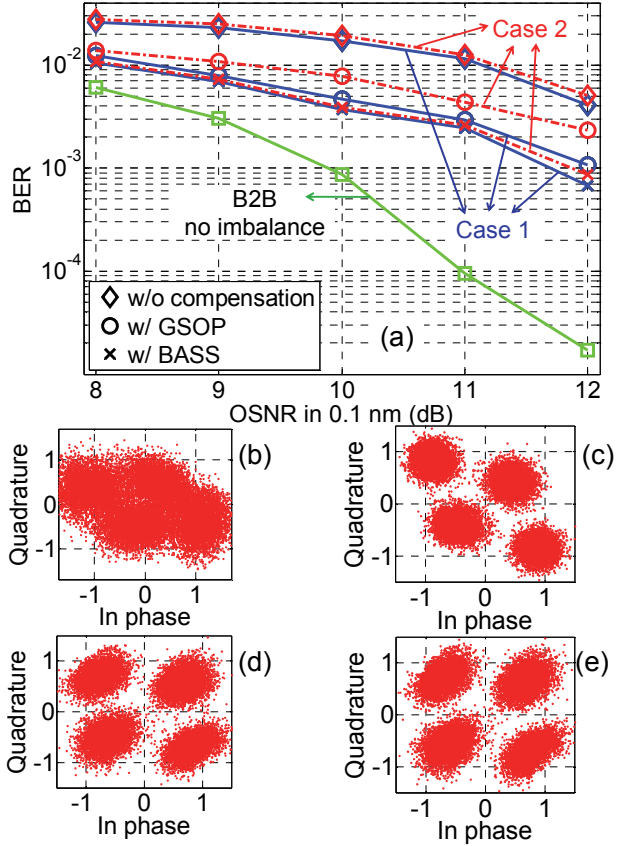 10⁻²
10⁻³
10⁻⁴
BER
Case 2
B2B
no imbalance
Case 1
w/o compensation
w/ GSOP
w/ BASS
(a)
8 9 10 11 12
OSNR in 0.1 nm (dB)
(b)
Quadrature
1
0
-1
-1 0 1
In phase
(c)
Quadrature
1
0
-1
-1 0 1
In phase
(d)
Quadrature
1
0
-1
-1 0 1
In phase
(e)
Quadrature
1
0
-1
-1 0 1
In phase